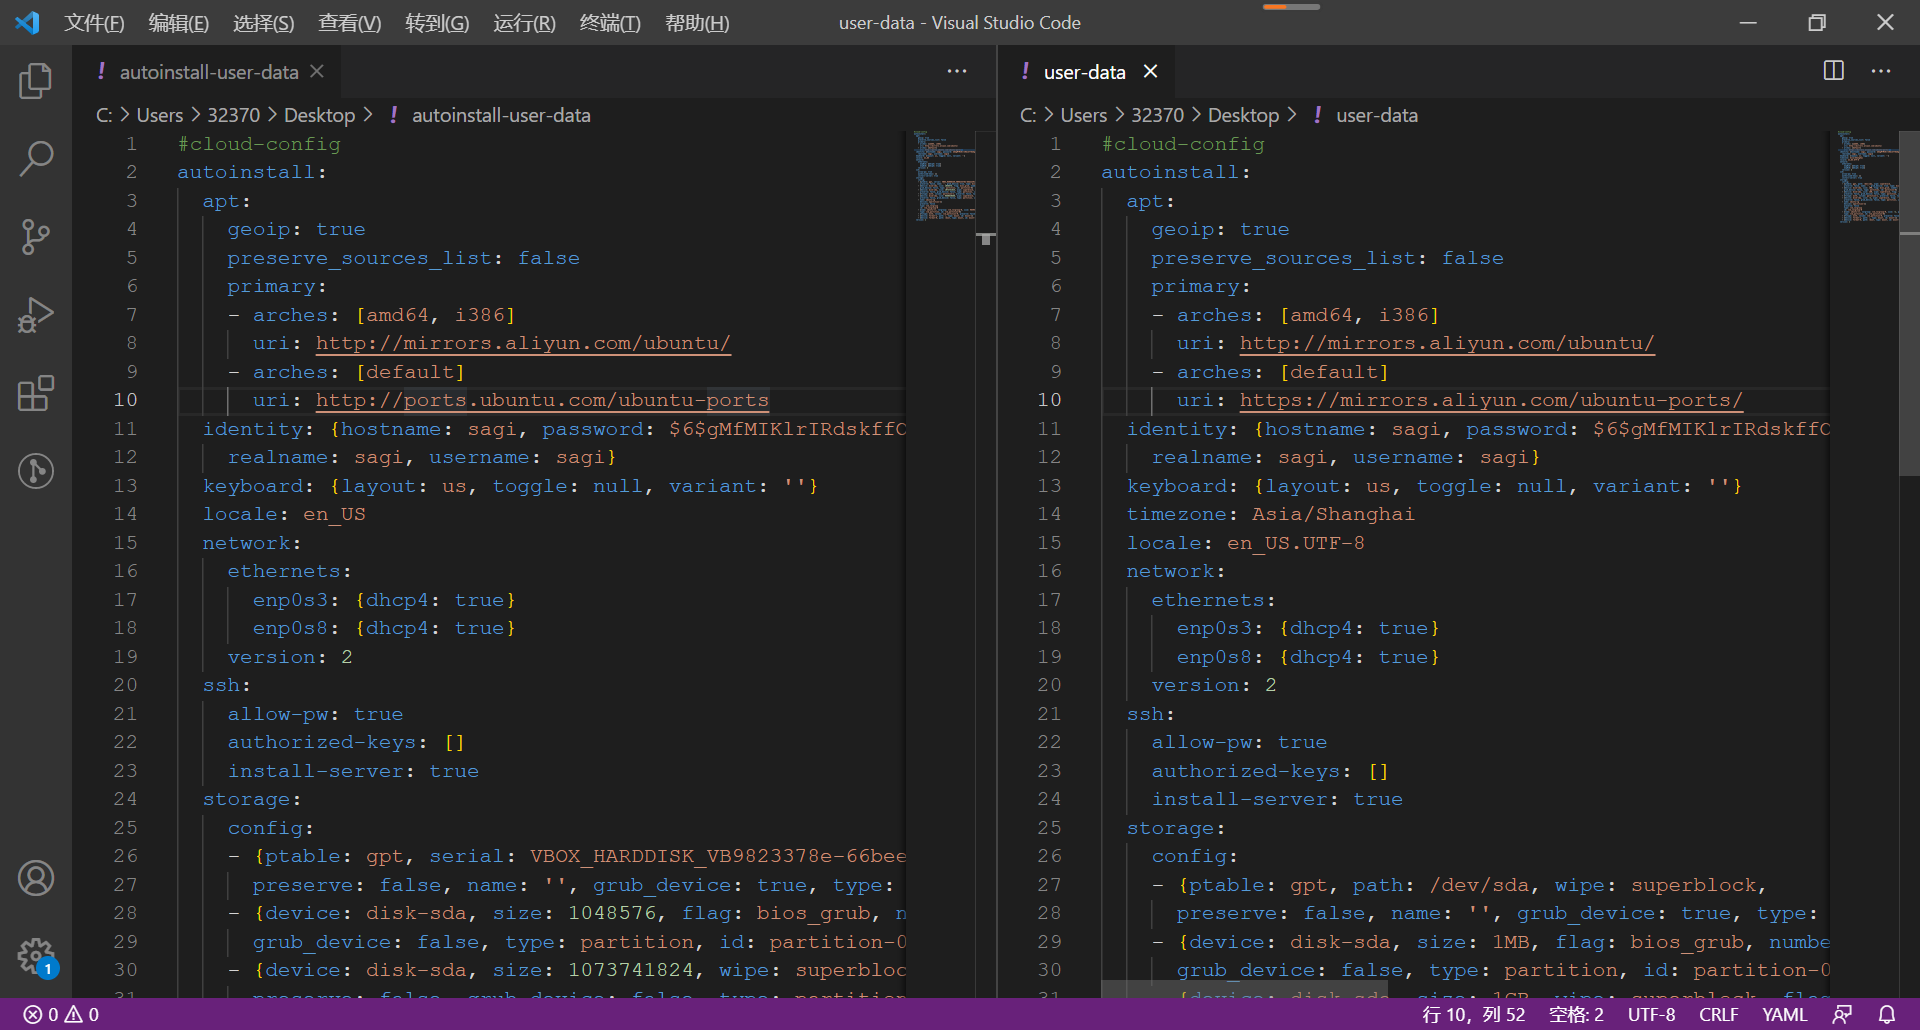 文件(F) 编辑(E) 选择(S) 查看(V) 转到(G) 运行(R) 终端(T) 帮助(H)
user-data - Visual Studio Code
! autoinstall-user-data
C: > Users > 32370 > Desktop > ! autoinstall-user-data
1 #cloud-config
2 autoinstall:
3 apt:
4 geoip: true
5 preserve_sources_list: false
6 primary:
7 - arches: [amd64, i386]
8 uri: http://mirrors.aliyun.com/ubuntu/
9 - arches: [default]
10 uri: http://ports.ubuntu.com/ubuntu-ports
11 identity: {hostname: sagi, password: $6$gMfMIKlrIRdskffC
12 realname: sagi, username: sagi}
13 keyboard: {layout: us, toggle: null, variant: ''}
14 locale: en_US
15 network:
16 ethernets:
17 enp0s3: {dhcp4: true}
18 enp0s8: {dhcp4: true}
19 version: 2
20 ssh:
21 allow-pw: true
22 authorized-keys: []
23 install-server: true
24 storage:
25 config:
26 - {ptable: gpt, serial: VBOX_HARDDISK_VB9823378e-66bee
27 preserve: false, name: '', grub_device: true, type:
28 - {device: disk-sda, size: 1048576, flag: bios_grub, n
29 grub_device: false, type: partition, id: partition-0
30 - {device: disk-sda, size: 1073741824, wipe: superbloc
31 preserve: false, grub_device: false, type: partition
! user-data
C: > Users > 32370 > Desktop > ! user-data
1 #cloud-config
2 autoinstall:
3 apt:
4 geoip: true
5 preserve_sources_list: false
6 primary:
7 - arches: [amd64, i386]
8 uri: http://mirrors.aliyun.com/ubuntu/
9 - arches: [default]
10 uri: https://mirrors.aliyun.com/ubuntu-ports/
11 identity: {hostname: sagi, password: $6$gMfMIKlrIRdskffC
12 realname: sagi, username: sagi}
13 keyboard: {layout: us, toggle: null, variant: ''}
14 timezone: Asia/Shanghai
15 locale: en_US.UTF-8
16 network:
17 ethernets:
18 enp0s3: {dhcp4: true}
19 enp0s8: {dhcp4: true}
20 version: 2
21 ssh:
22 allow-pw: true
23 authorized-keys: []
24 install-server: true
25 storage:
26 config:
27 - {ptable: gpt, path: /dev/sda, wipe: superblock,
28 preserve: false, name: '', grub_device: true, type:
29 - {device: disk-sda, size: 1MB, flag: bios_grub, numbe
30 grub_device: false, type: partition, id: partition-0
31 - {device: disk-sda, size: 1GB, wipe: superblock, flag
1
0 0
行 10，列 52 空格: 2 UTF-8 CRLF YAML